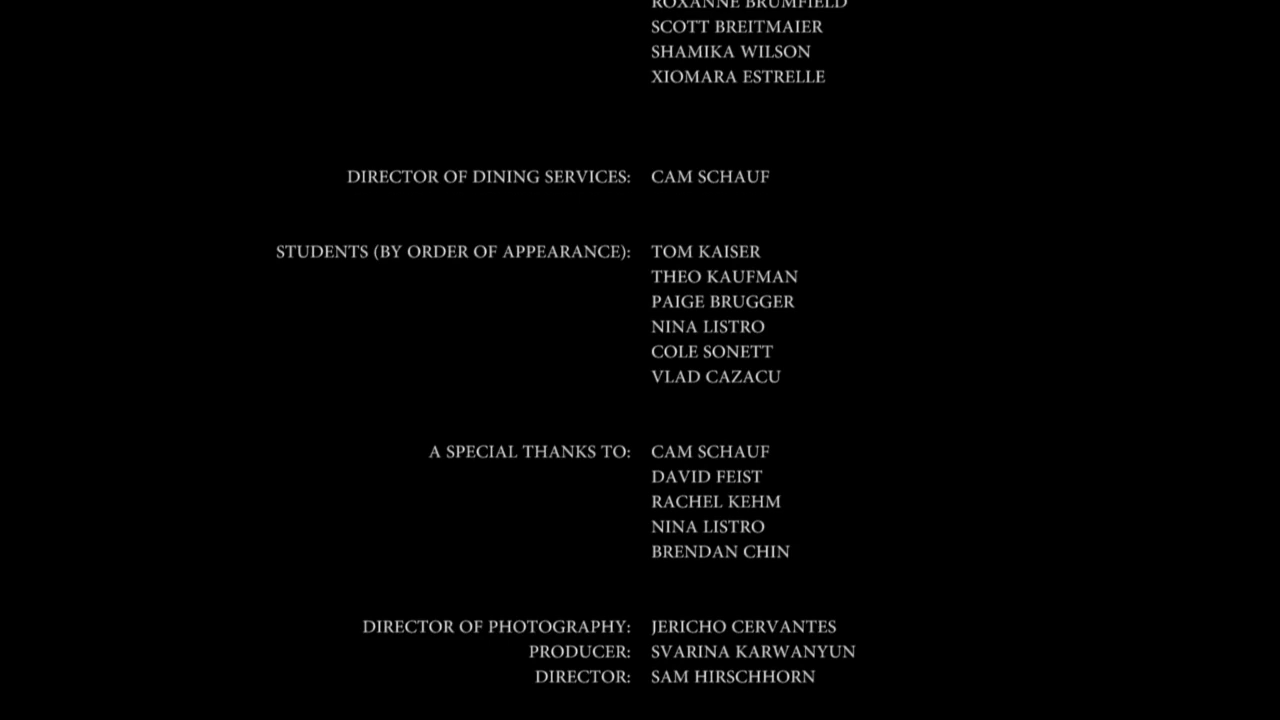 ROXANNE BRUMFIELD
SCOTT BREITMAIER
SHAMIKA WILSON
XIOMARA ESTRELLE
DIRECTOR OF DINING SERVICES: CAM SCHAUF
STUDENTS (BY ORDER OF APPEARANCE): TOM KAISER
THEO KAUFMAN
PAIGE BRUGGER
NINA LISTRO
COLE SONETT
VLAD CAZACU
A SPECIAL THANKS TO: CAM SCHAUF
DAVID FEIST
RACHEL KEHM
NINA LISTRO
BRENDAN CHIN
DIRECTOR OF PHOTOGRAPHY: JERICHO CERVANTES
PRODUCER: SVARINA KARWANYUN
DIRECTOR: SAM HIRSCHHORN